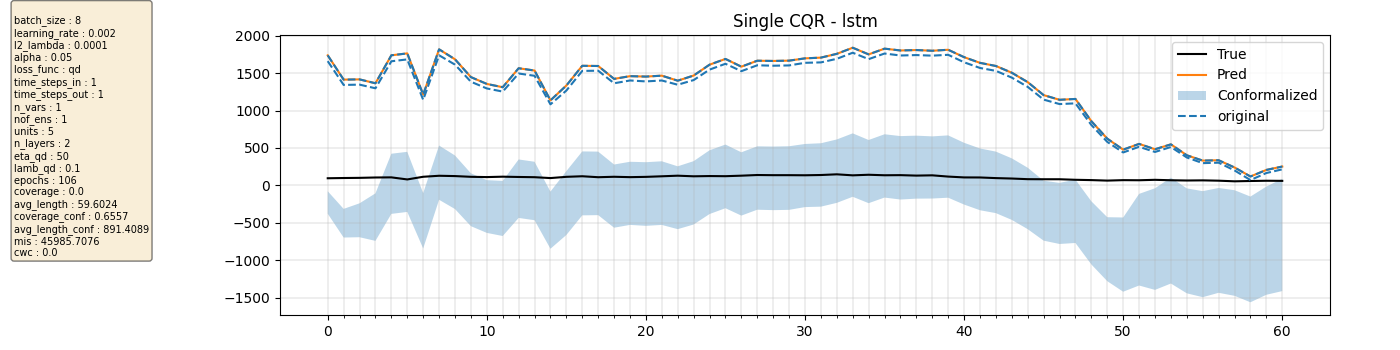 batch_size : 8
learning_rate : 0.002
l2_lambda : 0.0001
alpha : 0.05
loss_func : qd
time_steps_in : 1
time_steps_out : 1
n_vars : 1
nof_ens : 1
units : 5
n_layers : 2
eta_qd : 50
lamb_qd : 0.1
epochs : 106
coverage : 0.0
avg_length : 59.6024
coverage_conf : 0.6557
avg_length_conf : 891.4089
mis : 45985.7076
cwc : 0.0
Single CQR - lstm
2000
1500
1000
500
0
−500
−1000
−1500
0 10 20 30 40 50 60
True
Pred
Conformalized
original